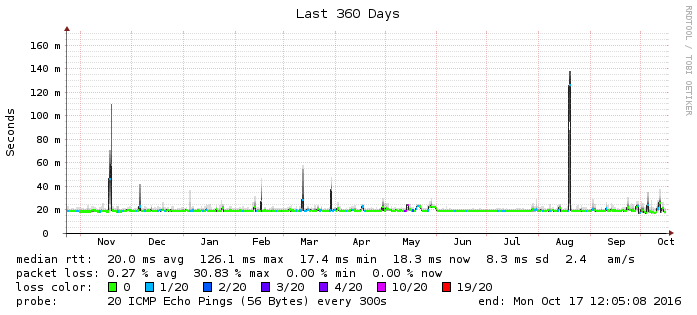 Last 360 Days
RRDTOOL / TOBI OETIKER
Seconds
160 m
140 m
120 m
100 m
80 m
60 m
40 m
20 m
0
Nov Dec Jan Feb Mar Apr May Jun Jul Aug Sep Oct
median rtt: 20.0 ms avg 126.1 ms max 17.4 ms min 18.3 ms now 8.3 ms sd 2.4 am/s
packet loss: 0.27 % avg 30.83 % max 0.00 % min 0.00 % now
loss color: 0 1/20 2/20 3/20 4/20 10/20 19/20
probe: 20 ICMP Echo Pings (56 Bytes) every 300s end: Mon Oct 17 12:05:08 2016